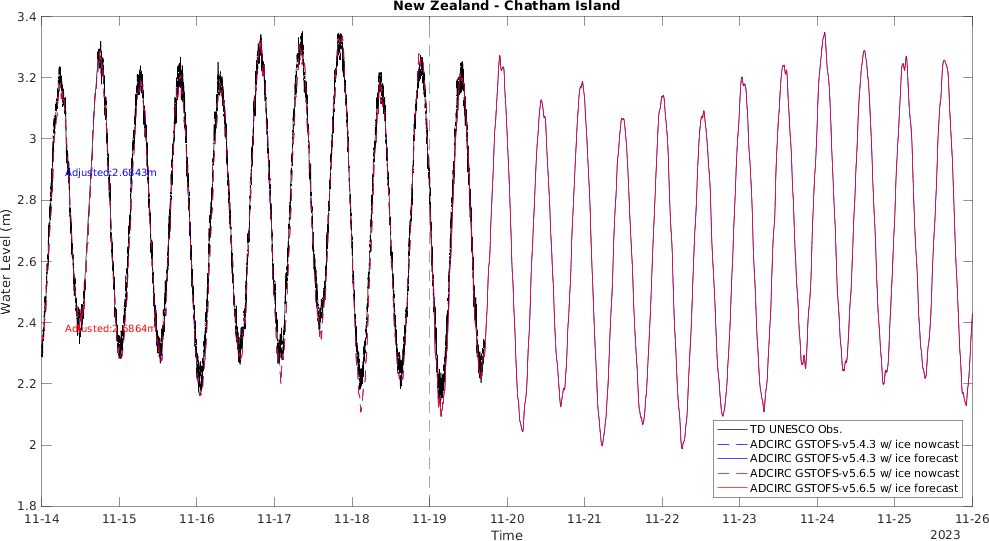 New Zealand - Chatham Island
3.4
3.2
3
2.8
2.6
2.4
2.2
2
1.8
Water Level (m)
Adjusted:2.6843m
Adjusted:2.6864m
TD UNESCO Obs.
ADCIRC GSTOFS-v5.4.3 w/ ice nowcast
ADCIRC GSTOFS-v5.4.3 w/ ice forecast
ADCIRC GSTOFS-v5.6.5 w/ ice nowcast
ADCIRC GSTOFS-v5.6.5 w/ ice forecast
11-14 11-15 11-16 11-17 11-18 11-19 11-20 11-21 11-22 11-23 11-24 11-25 11-26
Time
2023